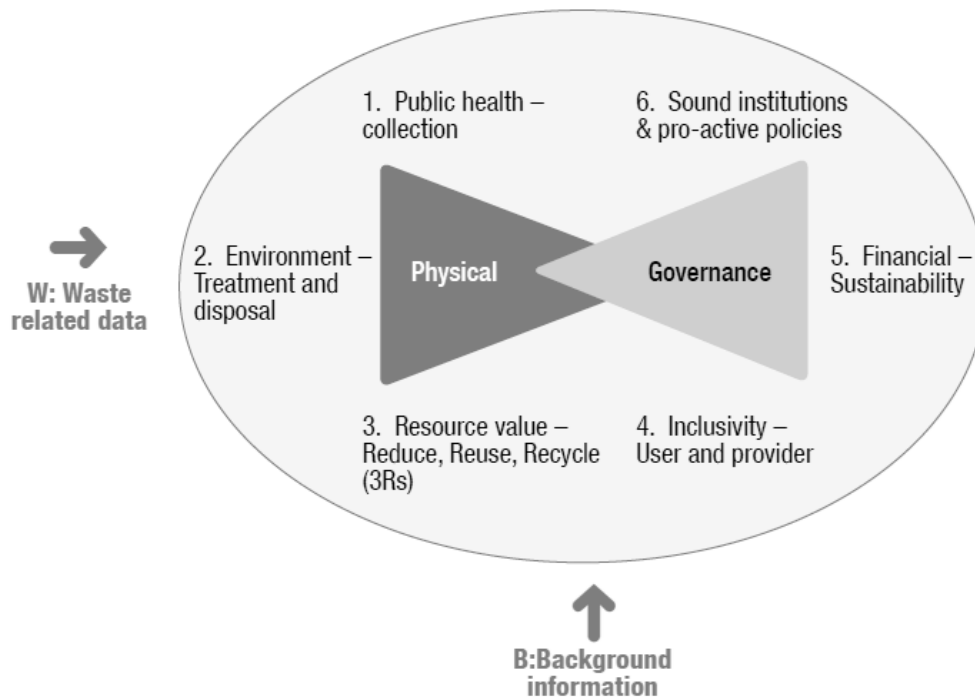 1. Public health –
collection
6. Sound institutions
& pro-active policies
2. Environment –
Treatment and
disposal
Physical
Governance
5. Financial –
Sustainability
W: Waste
related data
3. Resource value –
Reduce, Reuse, Recycle
(3Rs)
4. Inclusivity –
User and provider
B:Background
information